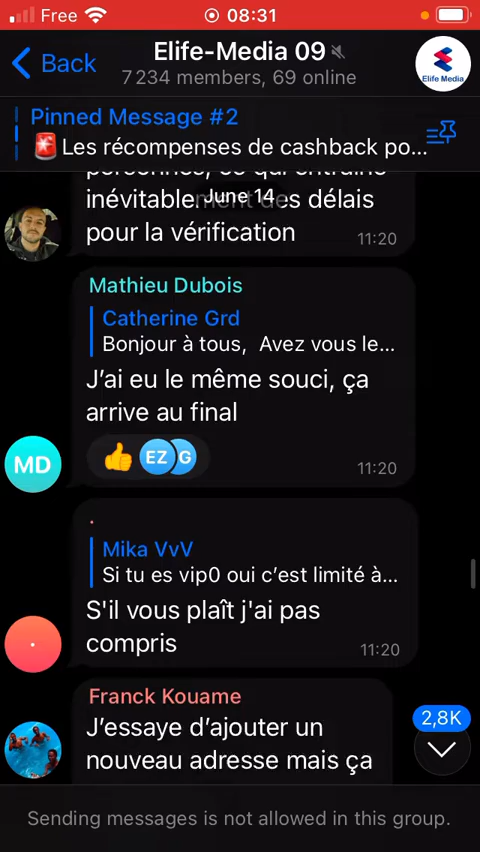 Free 08:31
Back
Elife-Media 09
7 234 members, 69 online
Elife Media
Pinned Message #2
🚨Les récompenses de cashback po...
personnes, ce qui entraîne
inévitablement des délais
June 14
pour la vérification
11:20
Mathieu Dubois
Catherine Grd
Bonjour à tous, Avez vous le...
J’ai eu le même souci, ça
arrive au final
MD
👍 EZ G
11:20
.
Mika VvV
Si tu es vip0 oui c’est limité à...
S'il vous plaît j'ai pas
compris
11:20
Franck Kouame
J’essaye d’ajouter un
nouveau adresse mais ça
2,8K
Sending messages is not allowed in this group.